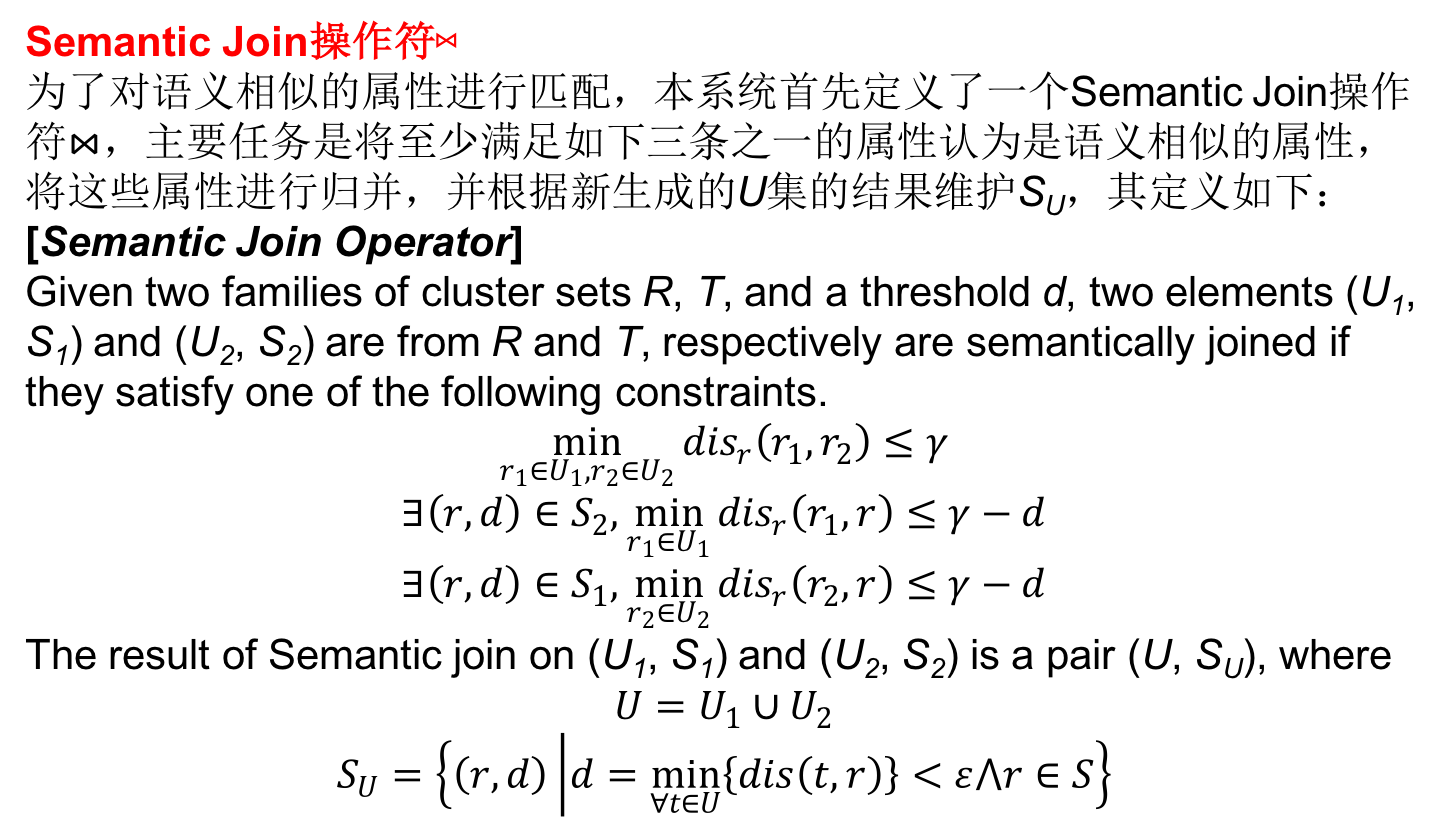 Semantic Join操作符⋈
为了对语义相似的属性进行匹配，本系统首先定义了一个Semantic Join操作
符⋈，主要任务是将至少满足如下三条之一的属性认为是语义相似的属性，
将这些属性进行归并，并根据新生成的U集的结果维护S_U，其定义如下：
[Semantic Join Operator]
Given two families of cluster sets R, T, and a threshold d, two elements (U_1,
S_1) and (U_2, S_2) are from R and T, respectively are semantically joined if
they satisfy one of the following constraints.
min_{r_1∈U_1,r_2∈U_2} dis_r(r_1,r_2) ≤ γ
∃(r,d) ∈ S_2, min_{r_1∈U_1} dis_r(r_1,r) ≤ γ − d
∃(r,d) ∈ S_1, min_{r_2∈U_2} dis_r(r_2,r) ≤ γ − d
The result of Semantic join on (U_1, S_1) and (U_2, S_2) is a pair (U, S_U), where
U = U_1 ∪ U_2
S_U = {(r,d) | d = min_{∀t∈U}{dis(t,r)} < ε⋀r ∈ S}